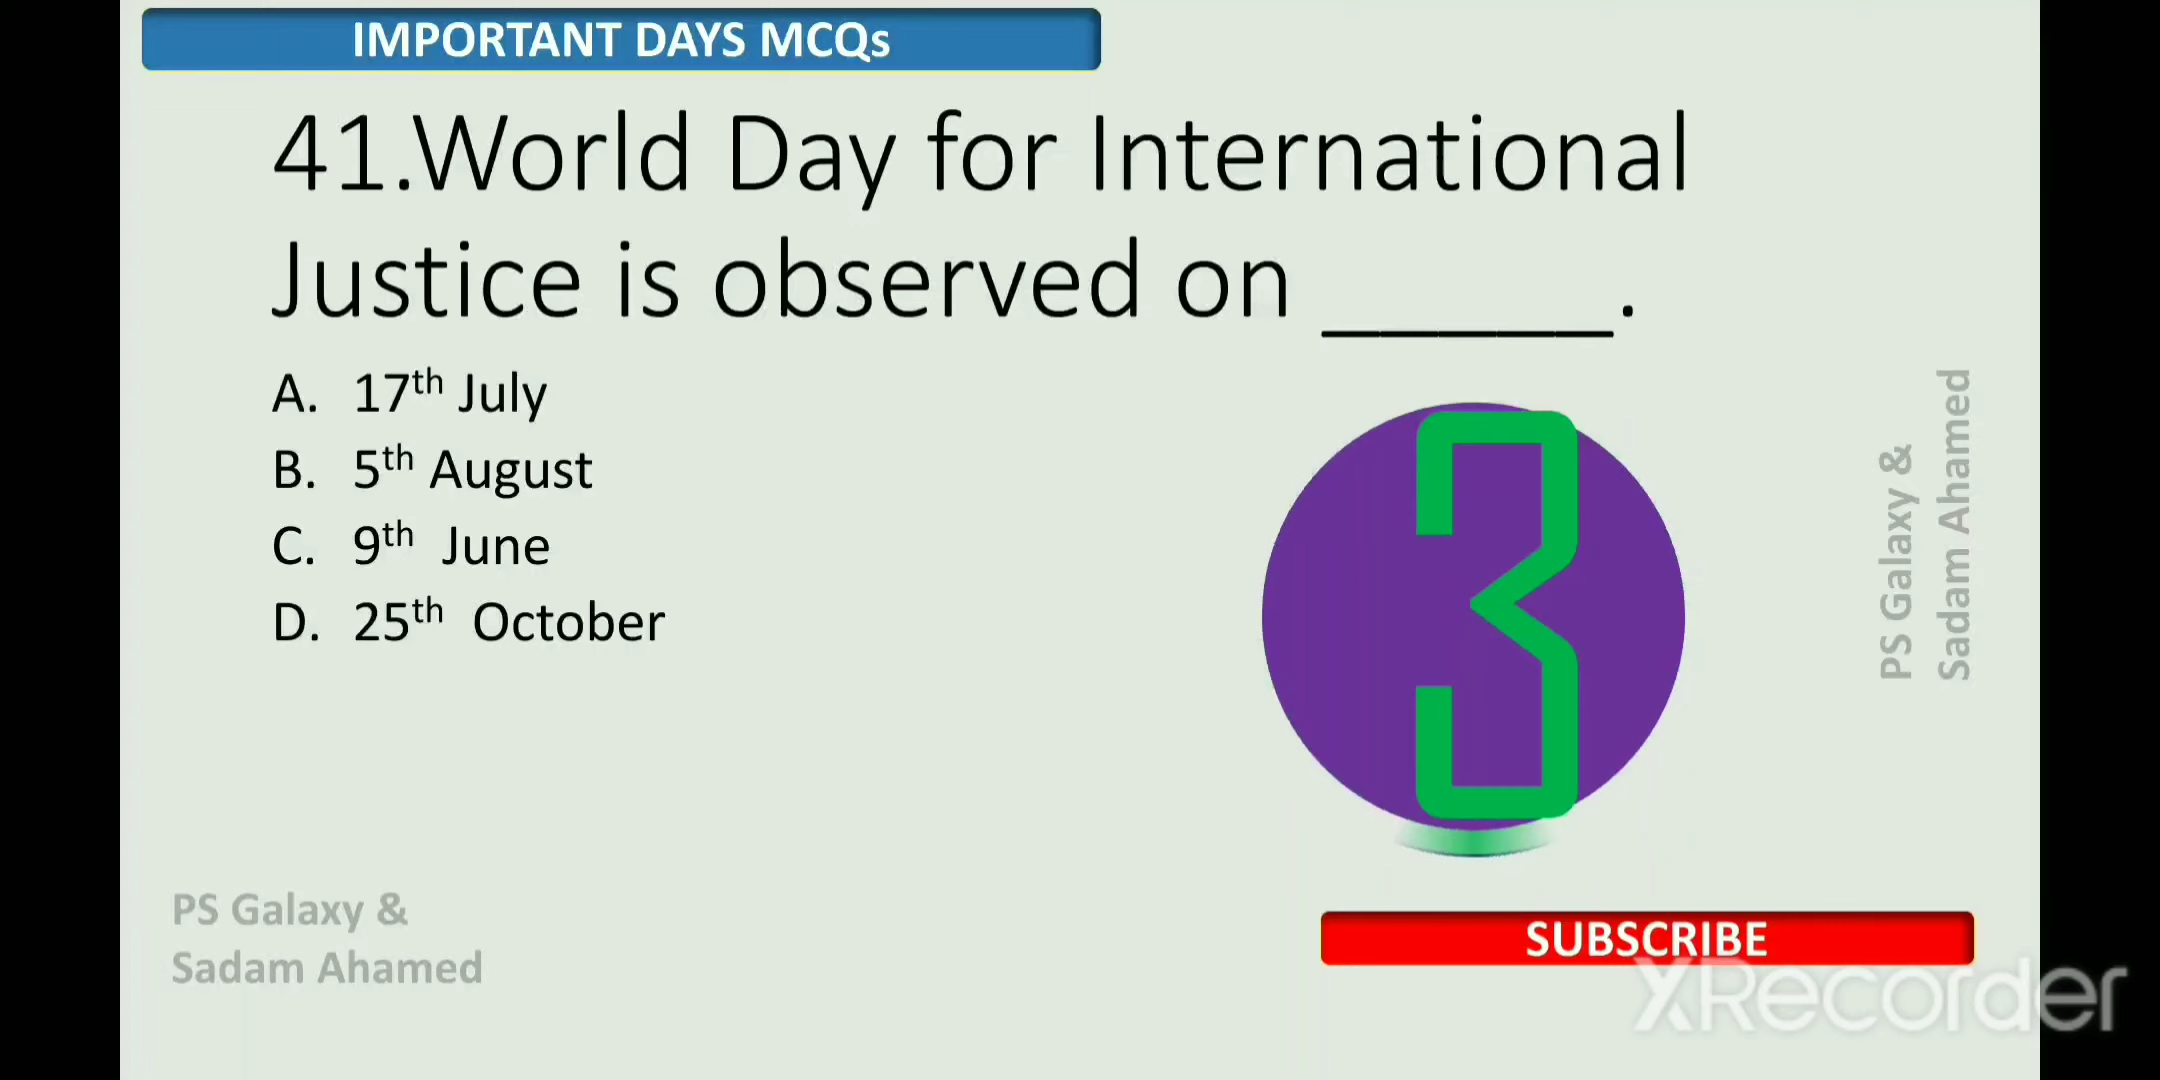 IMPORTANT DAYS MCQs
41.World Day for International
Justice is observed on _____.
A. 17th July
B. 5th August
C. 9th June
D. 25th October
3
PS Galaxy &
Sadam Ahamed
PS Galaxy &
Sadam Ahamed
SUBSCRIBE
XRecorder